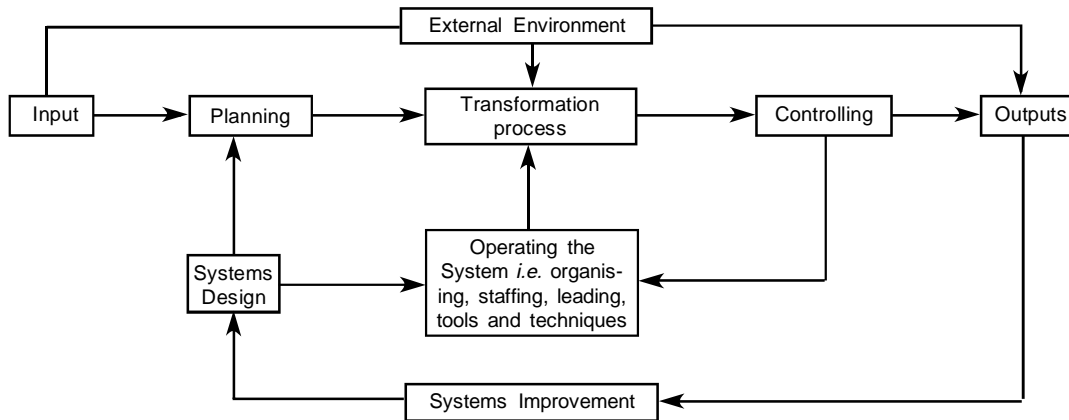 External Environment
Input
Planning
Transformation
process
Controlling
Outputs
Systems
Design
Operating the
System i.e. organis-
ing, staffing, leading,
tools and techniques
Systems Improvement